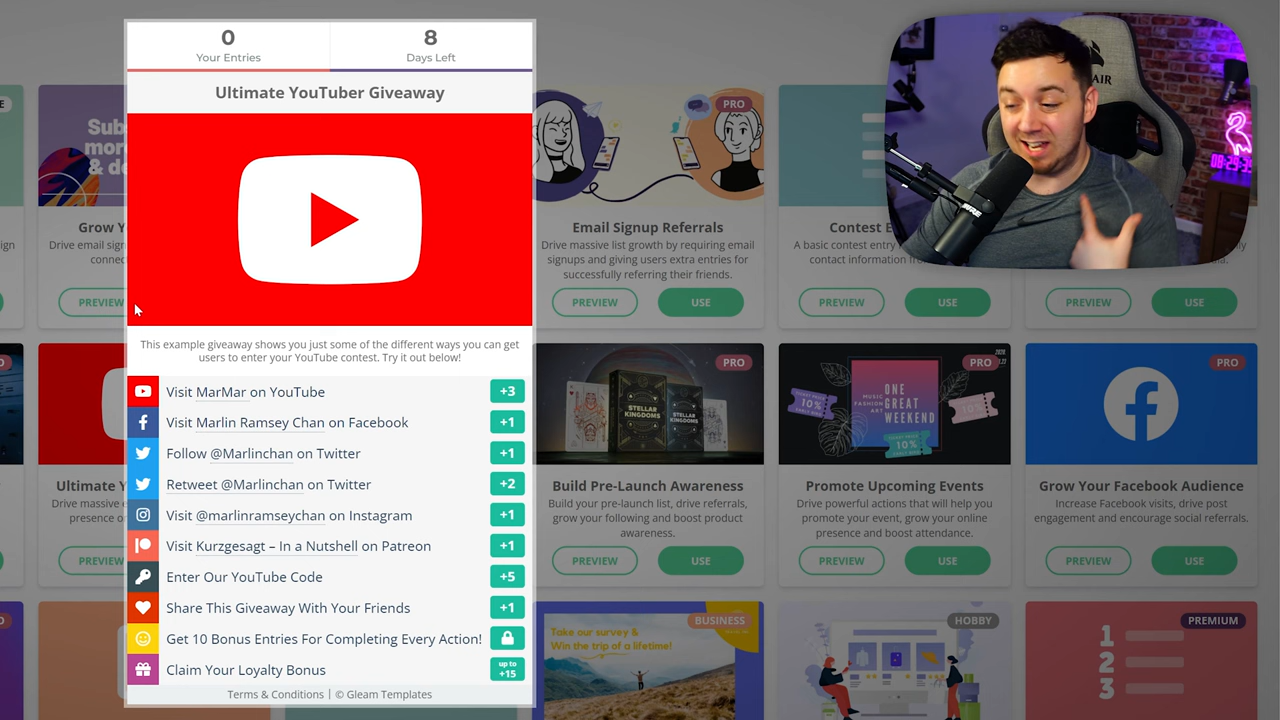 0
Your Entries
8
Days Left
Ultimate YouTuber Giveaway
This example giveaway shows you just some of the different ways you can get
users to enter your YouTube contest. Try it out below!
Visit MarMar on YouTube
+3
Visit Marlin Ramsey Chan on Facebook
+1
Follow @Marlinchan on Twitter
+1
Retweet @Marlinchan on Twitter
+2
Visit @marlinramseychan on Instagram
+1
Visit Kurzgesagt – In a Nutshell on Patreon
+1
Enter Our YouTube Code
+5
Share This Giveaway With Your Friends
+1
Get 10 Bonus Entries For Completing Every Action!
Claim Your Loyalty Bonus
up to
+15
Terms & Conditions | © Gleam Templates
Grow Y
Drive email sign
connec
PREVIEW
PRO
Email Signup Referrals
Drive massive list growth by requiring email
signups and giving users extra entries for
successfully referring their friends.
PREVIEW
USE
Contest E
A basic contest entry
contact information
PREVIEW
USE
PREVIEW
USE
08:29:35
Ultimate Y
Drive massive
presence o
PREVIEW
PRO
STELLAR
KINGDOMS
Build Pre-Launch Awareness
Build your pre-launch list, drive referrals,
grow your following and boost product
awareness.
PREVIEW
USE
PRO
MUSIC
FASHION
ART
ONE
GREAT
WEEKEND
10%
10%
10%
Promote Upcoming Events
Drive powerful actions that will help you
promote your event, grow your online
presence and boost attendance.
PREVIEW
USE
PRO
Grow Your Facebook Audience
Increase Facebook visits, drive post
engagement and encourage social referrals.
PREVIEW
USE
BUSINESS
Take our survey &
Win the trip of a lifetime!
HOBBY
PREMIUM
1
2
3